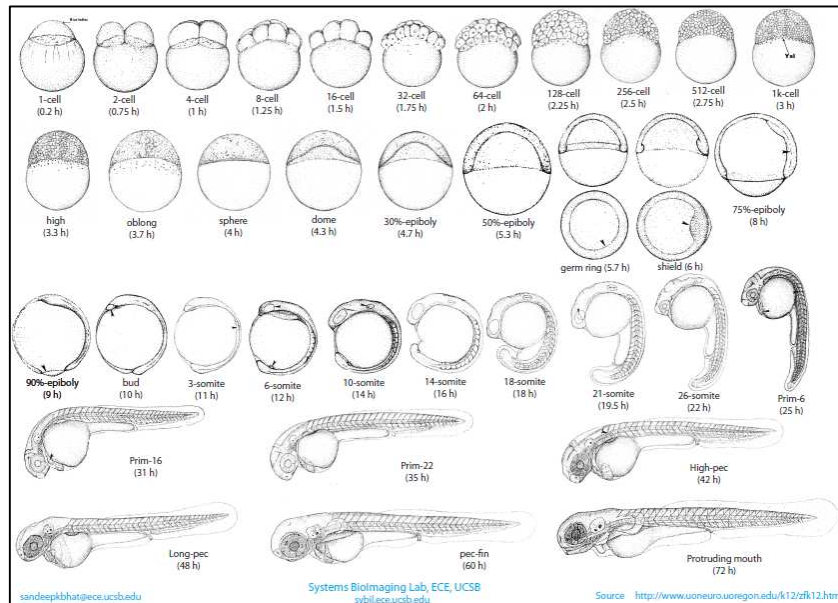 1-cell
(0.2 h)
2-cell
(0.75 h)
4-cell
(1 h)
8-cell
(1.25 h)
16-cell
(1.5 h)
32-cell
(1.75 h)
64-cell
(2 h)
128-cell
(2.25 h)
256-cell
(2.5 h)
512-cell
(2.75 h)
Ysl
1k-cell
(3 h)
high
(3.3 h)
oblong
(3.7 h)
sphere
(4 h)
dome
(4.3 h)
30%-epiboly
(4.7 h)
50%-epiboly
(5.3 h)
germ ring (5.7 h)
shield (6 h)
75%-epiboly
(8 h)
90%-epiboly
(9 h)
bud
(10 h)
3-somite
(11 h)
6-somite
(12 h)
10-somite
(14 h)
14-somite
(16 h)
18-somite
(18 h)
21-somite
(19.5 h)
26-somite
(22 h)
Prim-6
(25 h)
Prim-16
(31 h)
Prim-22
(35 h)
High-pec
(42 h)
Long-pec
(48 h)
pec-fin
(60 h)
Protruding mouth
(72 h)
sandeepkbhat@ece.ucsb.edu
Systems BioImaging Lab, ECE, UCSB
sybil.ece.ucsb.edu
Source http://www.uoneuro.uoregon.edu/k12/zfk12.htm